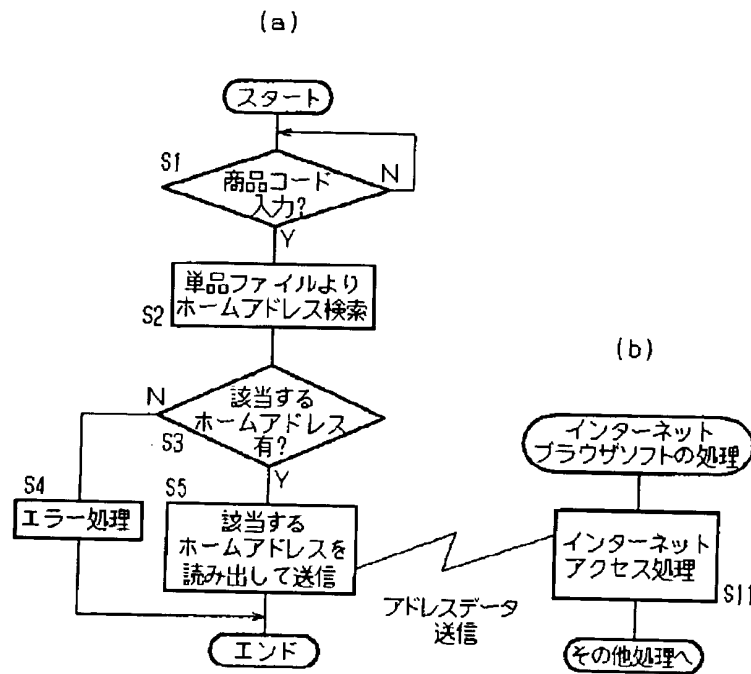 (a)
スタート
S1
商品コード
入力?
N
Y
単品ファイルより
ホームアドレス検索
S2
N
該当する
ホームアドレス
有?
S3
Y
S4
エラー処理
S5
該当する
ホームアドレスを
読み出して送信
エンド
アドレスデータ
送信
(b)
インターネット
ブラウザソフトの処理
インターネット
アクセス処理
S11
その他処理へ